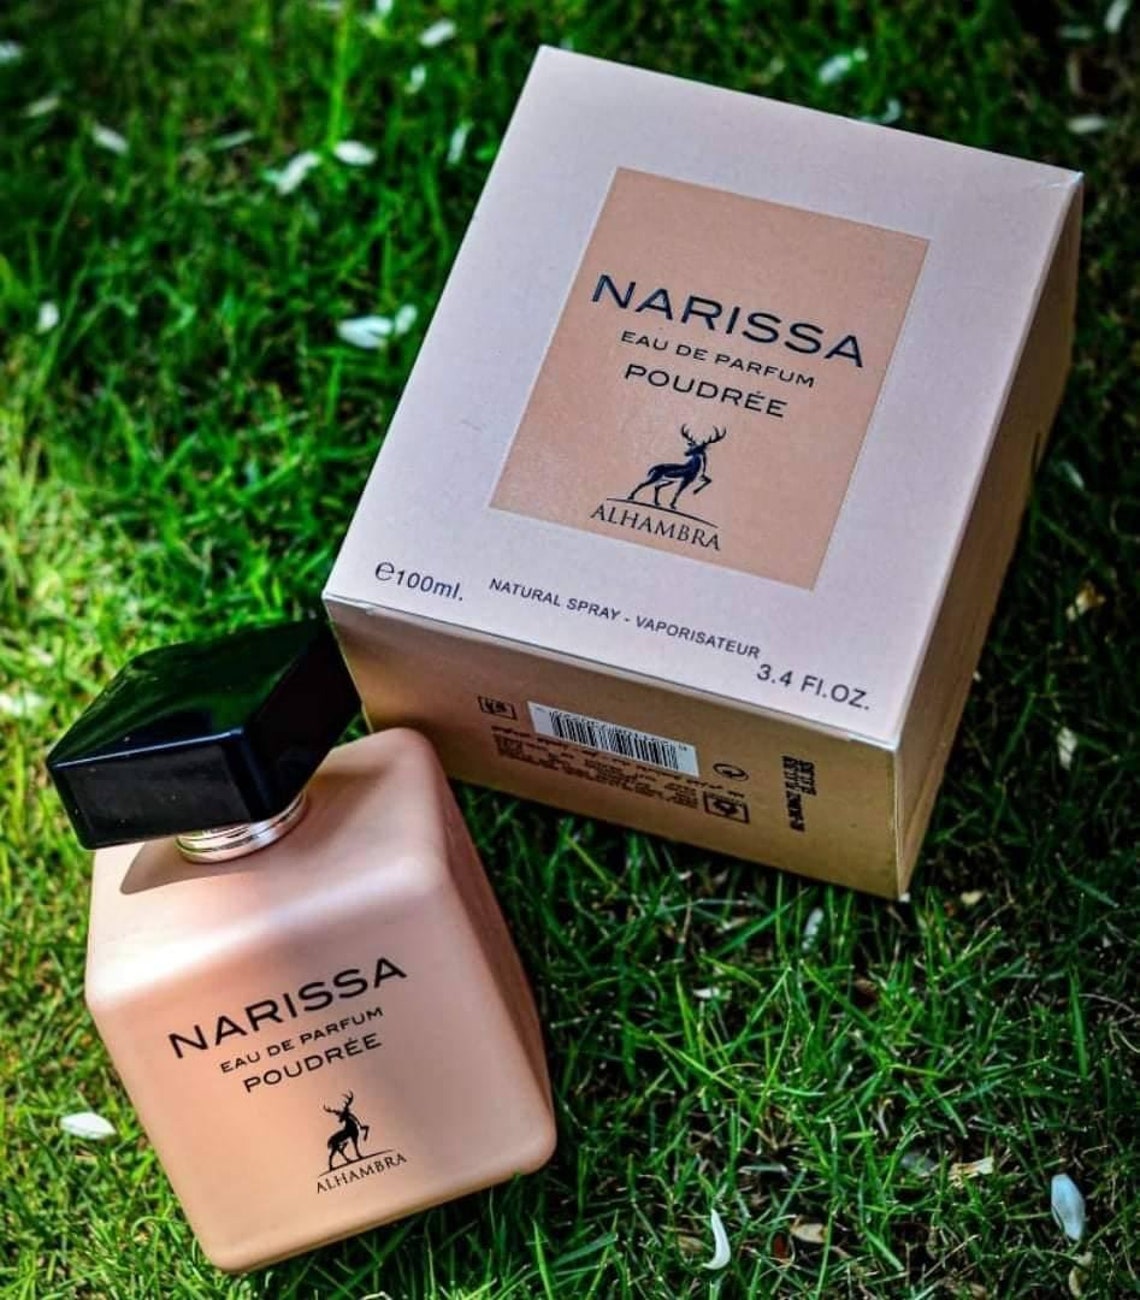 NARISSA
EAU DE PARFUM
POUDRÉE
ALHAMBRA
℮100ml.
NATURAL SPRAY - VAPORISATEUR
3.4 Fl.OZ.
NARISSA
EAU DE PARFUM
POUDRÉE
ALHAMBRA